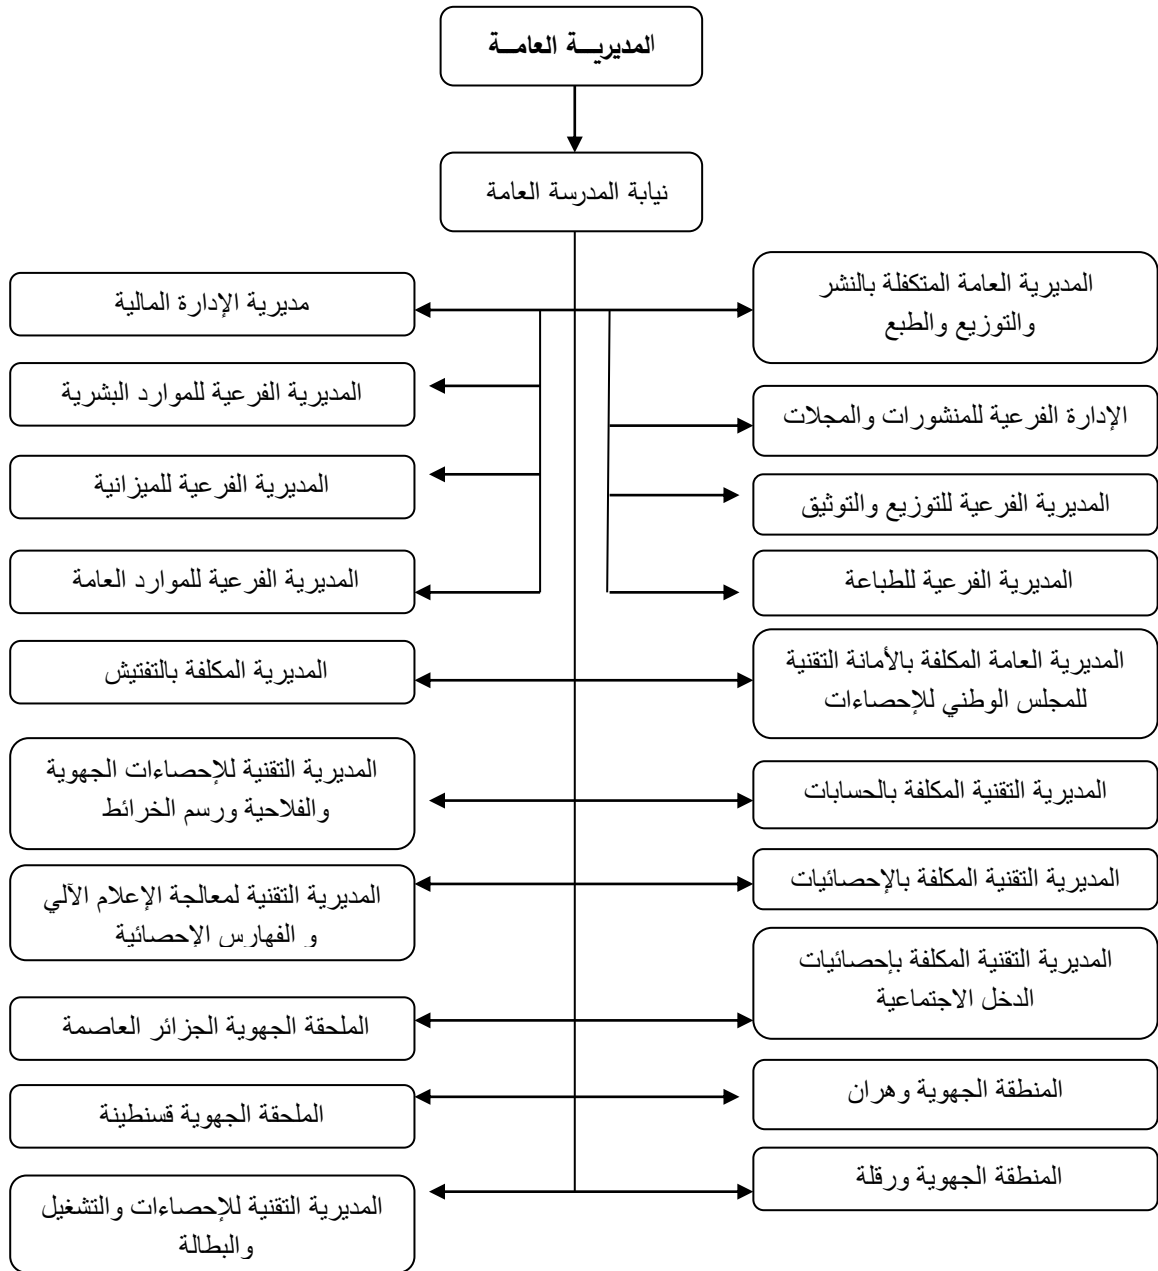 المديريـــة العامـــة
نيابة المدرسة العامة
المديرية العامة المتكفلة بالنشر
والتوزيع والطبع
مديرية الإدارة المالية
الإدارة الفرعية للمنشورات والمجلات
المديرية الفرعية للموارد البشرية
المديرية الفرعية للتوزيع والتوثيق
المديرية الفرعية للميزانية
المديرية الفرعية للطباعة
المديرية الفرعية للموارد العامة
المديرية العامة المكلفة بالأمانة التقنية
للمجلس الوطني للإحصاءات
المديرية المكلفة بالتفتيش
المديرية التقنية المكلفة بالحسابات
المديرية التقنية للإحصاءات الجهوية
والفلاحية ورسم الخرائط
المديرية التقنية المكلفة بالإحصائيات
المديرية التقنية لمعالجة الإعلام الآلي
و الفهارس الإحصائية
المديرية التقنية المكلفة بإحصائيات
الدخل الاجتماعية
الملحقة الجهوية الجزائر العاصمة
المنطقة الجهوية وهران
الملحقة الجهوية قسنطينة
المنطقة الجهوية ورقلة
المديرية التقنية للإحصاءات والتشغيل
والبطالة